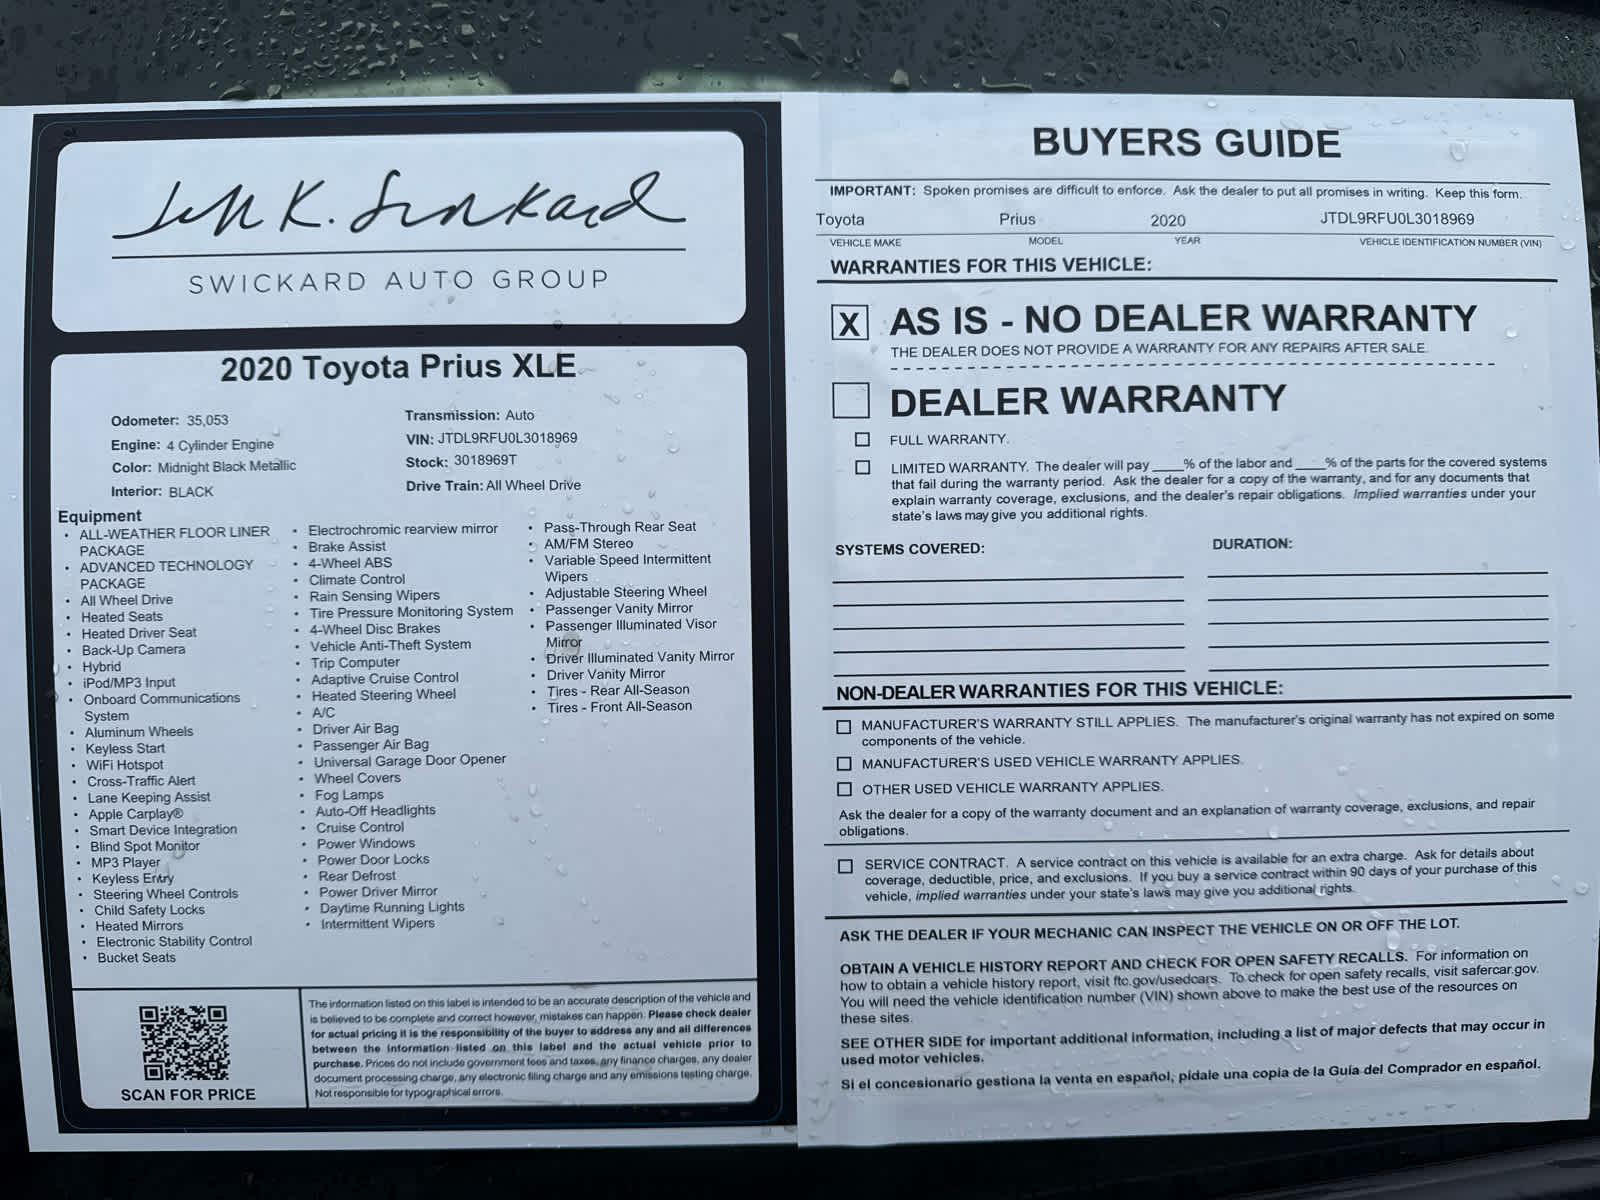 Jeff K. Swickard
SWICKARD AUTO GROUP
2020 Toyota Prius XLE
Odometer: 35,053
Engine: 4 Cylinder Engine
Color: Midnight Black Metallic
Interior: BLACK
Transmission: Auto
VIN: JTDL9RFU0L3018969
Stock: 3018969T
Drive Train: All Wheel Drive
Equipment
• ALL-WEATHER FLOOR LINER
PACKAGE
• ADVANCED TECHNOLOGY
PACKAGE
• All Wheel Drive
• Heated Seats
• Heated Driver Seat
• Back-Up Camera
• Hybrid
• iPod/MP3 Input
• Onboard Communications
System
• Aluminum Wheels
• Keyless Start
• WiFi Hotspot
• Cross-Traffic Alert
• Lane Keeping Assist
• Apple Carplay®
• Smart Device Integration
• Blind Spot Monitor
• MP3 Player
• Keyless Entry
• Steering Wheel Controls
• Child Safety Locks
• Heated Mirrors
• Electronic Stability Control
• Bucket Seats
• Electrochromic rearview mirror
• Brake Assist
• 4-Wheel ABS
• Climate Control
• Rain Sensing Wipers
• Tire Pressure Monitoring System
• 4-Wheel Disc Brakes
• Vehicle Anti-Theft System
• Trip Computer
• Adaptive Cruise Control
• Heated Steering Wheel
• A/C
• Driver Air Bag
• Passenger Air Bag
• Universal Garage Door Opener
• Wheel Covers
• Fog Lamps
• Auto-Off Headlights
• Cruise Control
• Power Windows
• Power Door Locks
• Rear Defrost
• Power Driver Mirror
• Daytime Running Lights
• Intermittent Wipers
• Pass-Through Rear Seat
• AM/FM Stereo
• Variable Speed Intermittent
Wipers
• Adjustable Steering Wheel
• Passenger Vanity Mirror
• Passenger Illuminated Visor
Mirror
• Driver Illuminated Vanity Mirror
• Driver Vanity Mirror
• Tires - Rear All-Season
• Tires - Front All-Season
SCAN FOR PRICE
The information listed on this label is intended to be an accurate description of the vehicle and
is believed to be complete and correct however, mistakes can happen. Please check dealer
for actual pricing it is the responsibility of the buyer to address any and all differences
between the information listed on this label and the actual vehicle prior to
purchase. Prices do not include government fees and taxes, any finance charges, any dealer
document processing charge, any electronic filing charge and any emissions testing charge.
Not responsible for typographical errors.
BUYERS GUIDE
IMPORTANT: Spoken promises are difficult to enforce. Ask the dealer to put all promises in writing. Keep this form.
Toyota Prius 2020 JTDL9RFU0L3018969
VEHICLE MAKE MODEL YEAR VEHICLE IDENTIFICATION NUMBER (VIN)
WARRANTIES FOR THIS VEHICLE:
X AS IS - NO DEALER WARRANTY
THE DEALER DOES NOT PROVIDE A WARRANTY FOR ANY REPAIRS AFTER SALE.
DEALER WARRANTY
FULL WARRANTY.
LIMITED WARRANTY. The dealer will pay ____% of the labor and ____% of the parts for the covered systems
that fail during the warranty period. Ask the dealer for a copy of the warranty, and for any documents that
explain warranty coverage, exclusions, and the dealer's repair obligations. Implied warranties under your
state's laws may give you additional rights.
SYSTEMS COVERED: DURATION:
NON-DEALER WARRANTIES FOR THIS VEHICLE:
MANUFACTURER'S WARRANTY STILL APPLIES. The manufacturer's original warranty has not expired on some
components of the vehicle.
MANUFACTURER'S USED VEHICLE WARRANTY APPLIES.
OTHER USED VEHICLE WARRANTY APPLIES.
Ask the dealer for a copy of the warranty document and an explanation of warranty coverage, exclusions, and repair
obligations.
SERVICE CONTRACT. A service contract on this vehicle is available for an extra charge. Ask for details about
coverage, deductible, price, and exclusions. If you buy a service contract within 90 days of your purchase of this
vehicle, implied warranties under your state's laws may give you additional rights.
ASK THE DEALER IF YOUR MECHANIC CAN INSPECT THE VEHICLE ON OR OFF THE LOT.
OBTAIN A VEHICLE HISTORY REPORT AND CHECK FOR OPEN SAFETY RECALLS. For information on
how to obtain a vehicle history report, visit ftc.gov/usedcars. To check for open safety recalls, visit safercar.gov.
You will need the vehicle identification number (VIN) shown above to make the best use of the resources on
these sites.
SEE OTHER SIDE for important additional information, including a list of major defects that may occur in
used motor vehicles.
Si el concesionario gestiona la venta en español, pídale una copia de la Guía del Comprador en español.